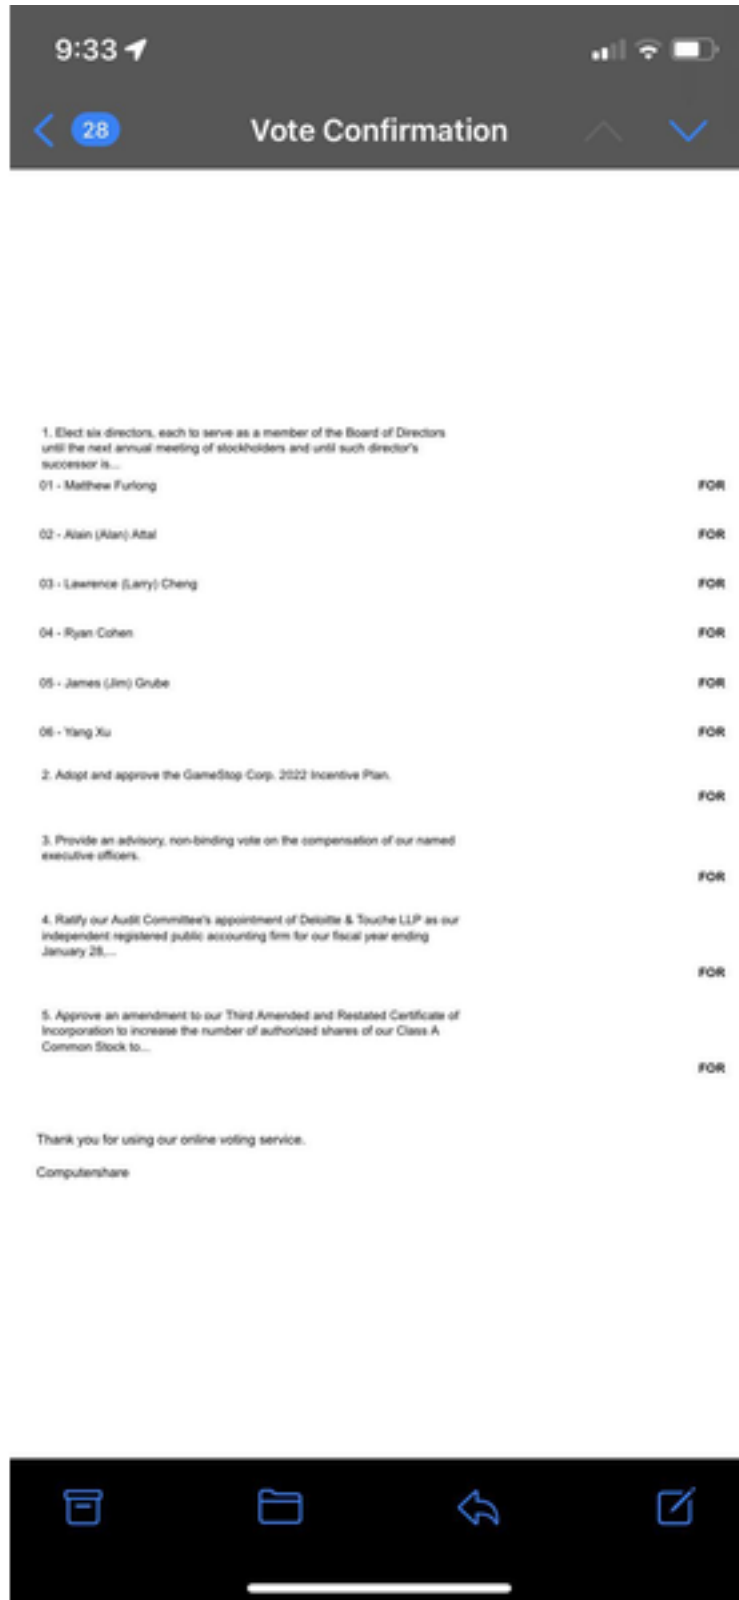 9:33
28
Vote Confirmation
1. Elect six directors, each to serve as a member of the Board of Directors
until the next annual meeting of stockholders and until such director's
successor is...
01 - Matthew Furlong FOR
02 - Alain (Alan) Attal FOR
03 - Lawrence (Larry) Cheng FOR
04 - Ryan Cohen FOR
05 - James (Jim) Grube FOR
06 - Yang Xu FOR
2. Adopt and approve the GameStop Corp. 2022 Incentive Plan.
FOR
3. Provide an advisory, non-binding vote on the compensation of our named
executive officers.
FOR
4. Ratify our Audit Committee's appointment of Deloitte & Touche LLP as our
independent registered public accounting firm for our fiscal year ending
January 28,...
FOR
5. Approve an amendment to our Third Amended and Restated Certificate of
Incorporation to increase the number of authorized shares of our Class A
Common Stock to...
FOR
Thank you for using our online voting service.
Computershare